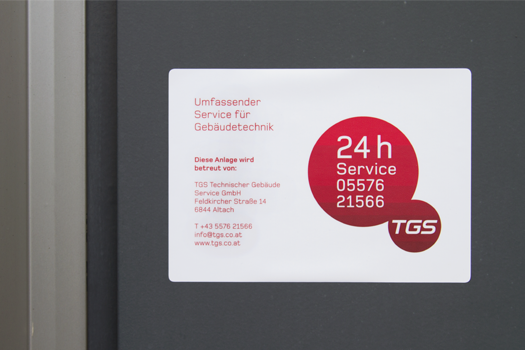 Umfassender
Service für
Gebäudetechnik
Diese Anlage wird
betreut von:
TGS Technischer Gebäude
Service GmbH
Feldkircher Straße 14
6844 Altach
T +43 5576 21566
info@tgs.co.at
www.tgs.co.at
24 h
Service
05576
21566
TGS